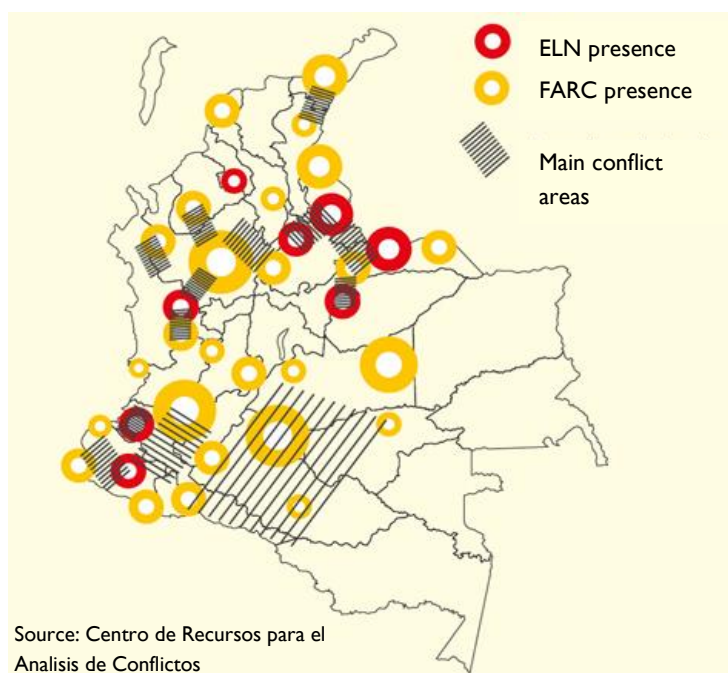 ELN presence
FARC presence
Main conflict
areas
Source: Centro de Recursos para el
Analisis de Conflictos